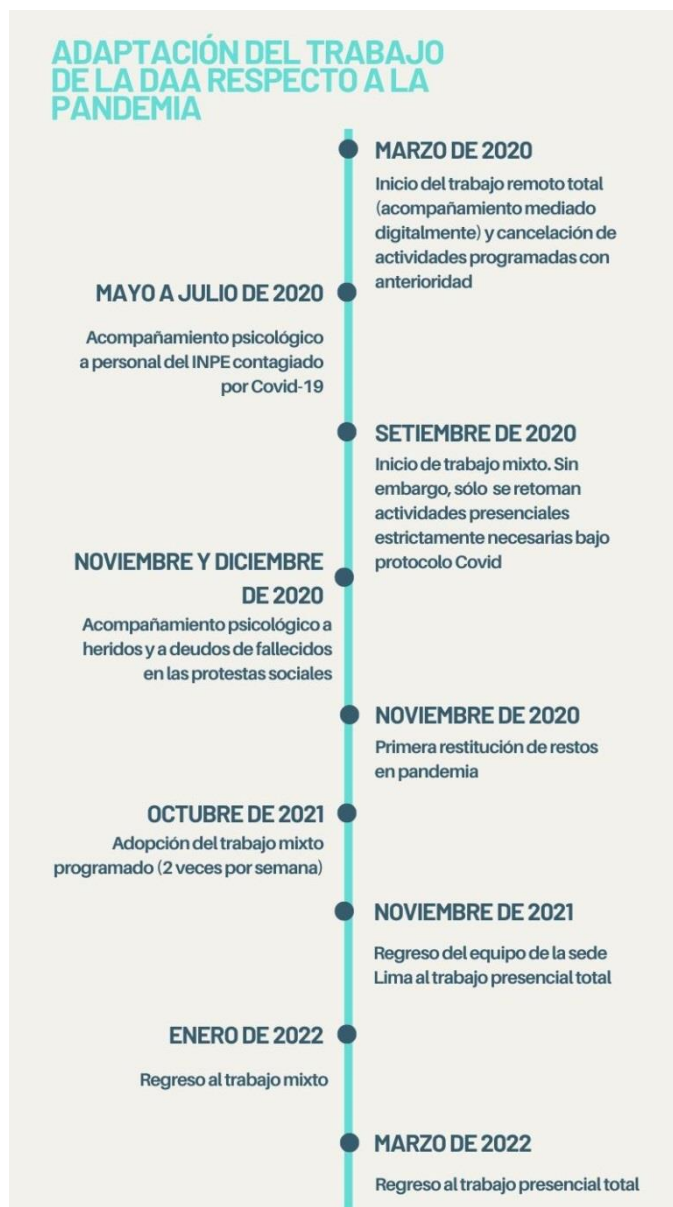 ADAPTACIÓN DEL TRABAJO
DE LA DAA RESPECTO A LA
PANDEMIA
MARZO DE 2020
Inicio del trabajo remoto total
(acompañamiento mediado
digitalmente) y cancelación de
actividades programadas con
anterioridad
MAYO A JULIO DE 2020
Acompañamiento psicológico
a personal del INPE contagiado
por Covid-19
SETIEMBRE DE 2020
Inicio de trabajo mixto. Sin
embargo, sólo se retoman
actividades presenciales
estrictamente necesarias bajo
protocolo Covid
NOVIEMBRE Y DICIEMBRE
DE 2020
Acompañamiento psicológico a
heridos y a deudos de fallecidos
en las protestas sociales
NOVIEMBRE DE 2020
Primera restitución de restos
en pandemia
OCTUBRE DE 2021
Adopción del trabajo mixto
programado (2 veces por semana)
NOVIEMBRE DE 2021
Regreso del equipo de la sede
Lima al trabajo presencial total
ENERO DE 2022
Regreso al trabajo mixto
MARZO DE 2022
Regreso al trabajo presencial total